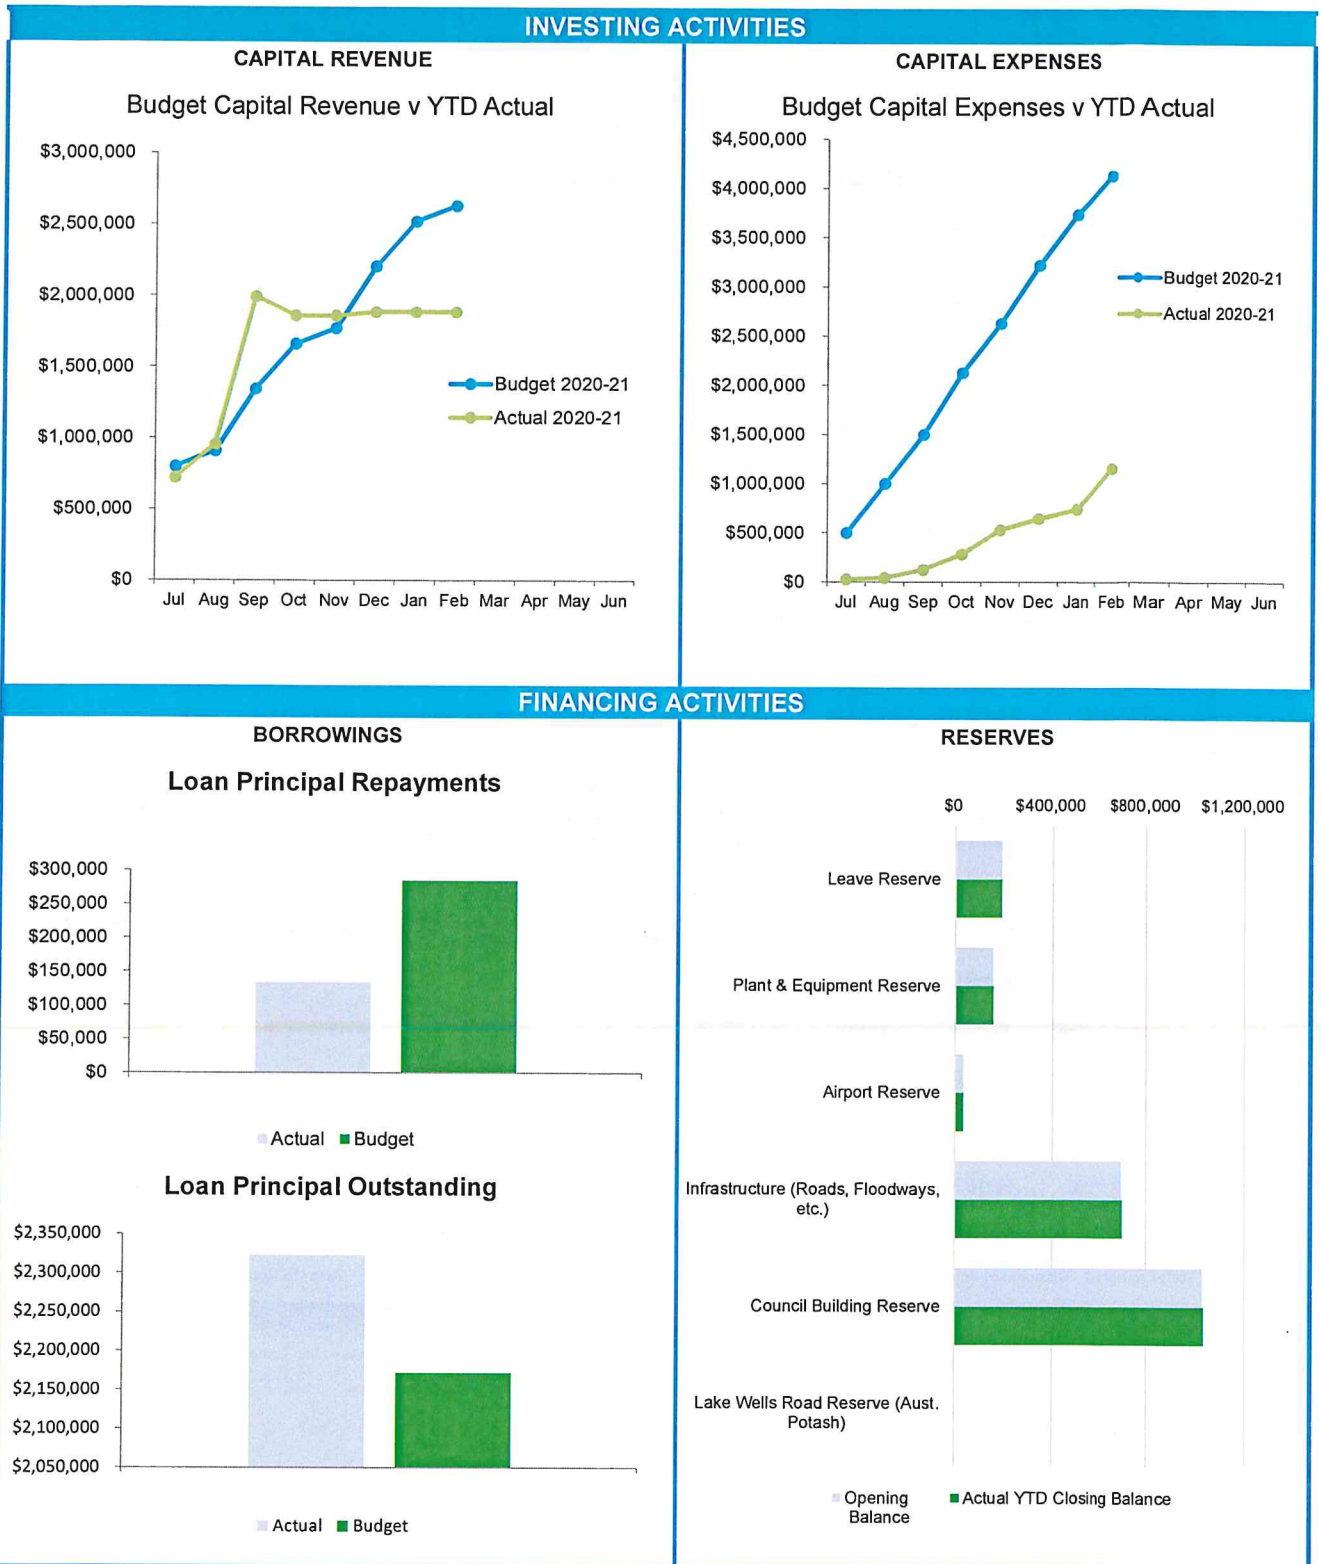 INVESTING ACTIVITIES
CAPITAL REVENUE
Budget Capital Revenue v YTD Actual
$3,000,000
$2,500,000
$2,000,000
$1,500,000
$1,000,000
$500,000
$0
Jul Aug Sep Oct Nov Dec Jan Feb Mar Apr May Jun
Budget 2020-21
Actual 2020-21
CAPITAL EXPENSES
Budget Capital Expenses v YTD Actual
$4,500,000
$4,000,000
$3,500,000
$3,000,000
$2,500,000
$2,000,000
$1,500,000
$1,000,000
$500,000
$0
Jul Aug Sep Oct Nov Dec Jan Feb Mar Apr May Jun
Budget 2020-21
Actual 2020-21
FINANCING ACTIVITIES
BORROWINGS
Loan Principal Repayments
$300,000
$250,000
$200,000
$150,000
$100,000
$50,000
$0
Actual Budget
Loan Principal Outstanding
$2,350,000
$2,300,000
$2,250,000
$2,200,000
$2,150,000
$2,100,000
$2,050,000
Actual Budget
RESERVES
$0 $400,000 $800,000 $1,200,000
Leave Reserve
Plant & Equipment Reserve
Airport Reserve
Infrastructure (Roads, Floodways,
etc.)
Council Building Reserve
Lake Wells Road Reserve (Aust.
Potash)
Opening
Balance
Actual YTD Closing Balance